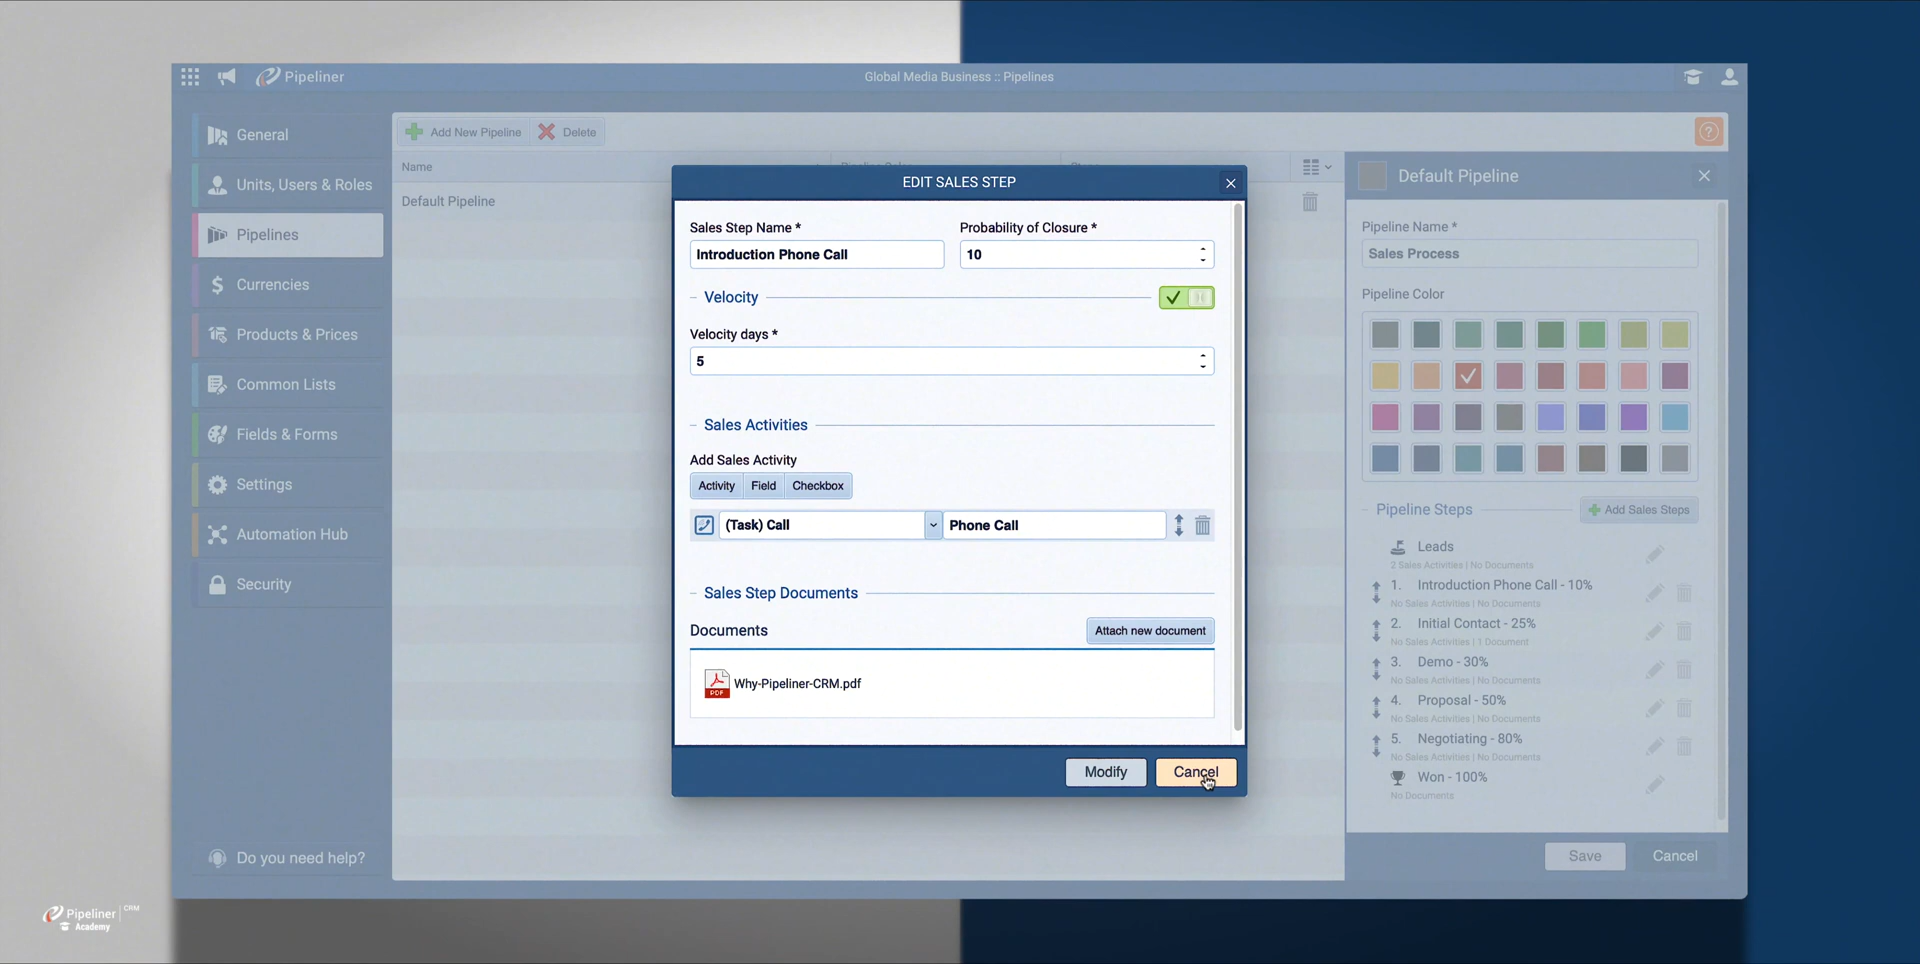 Pipeliner
Global Media Business :: Pipelines
General
Units, Users & Roles
Pipelines
Currencies
Products & Prices
Common Lists
Fields & Forms
Settings
Automation Hub
Security
Do you need help?
Add New Pipeline
Delete
Name
Default Pipeline
EDIT SALES STEP
Sales Step Name *
Probability of Closure *
Introduction Phone Call
10
Velocity
Velocity days *
5
Sales Activities
Add Sales Activity
Activity
Field
Checkbox
(Task) Call
Phone Call
Sales Step Documents
Documents
Attach new document
PDF
Why-Pipeliner-CRM.pdf
Modify
Cancel
Default Pipeline
Pipeline Name *
Sales Process
Pipeline Color
Pipeline Steps
Add Sales Steps
Leads
2 Sales Activities | No Documents
1. Introduction Phone Call - 10%
No Sales Activities | No Documents
2. Initial Contact - 25%
No Sales Activities | 1 Document
3. Demo - 30%
No Sales Activities | No Documents
4. Proposal - 50%
No Sales Activities | No Documents
5. Negotiating - 80%
No Sales Activities | No Documents
Won - 100%
No Documents
Save
Cancel
Pipeliner CRM
Academy